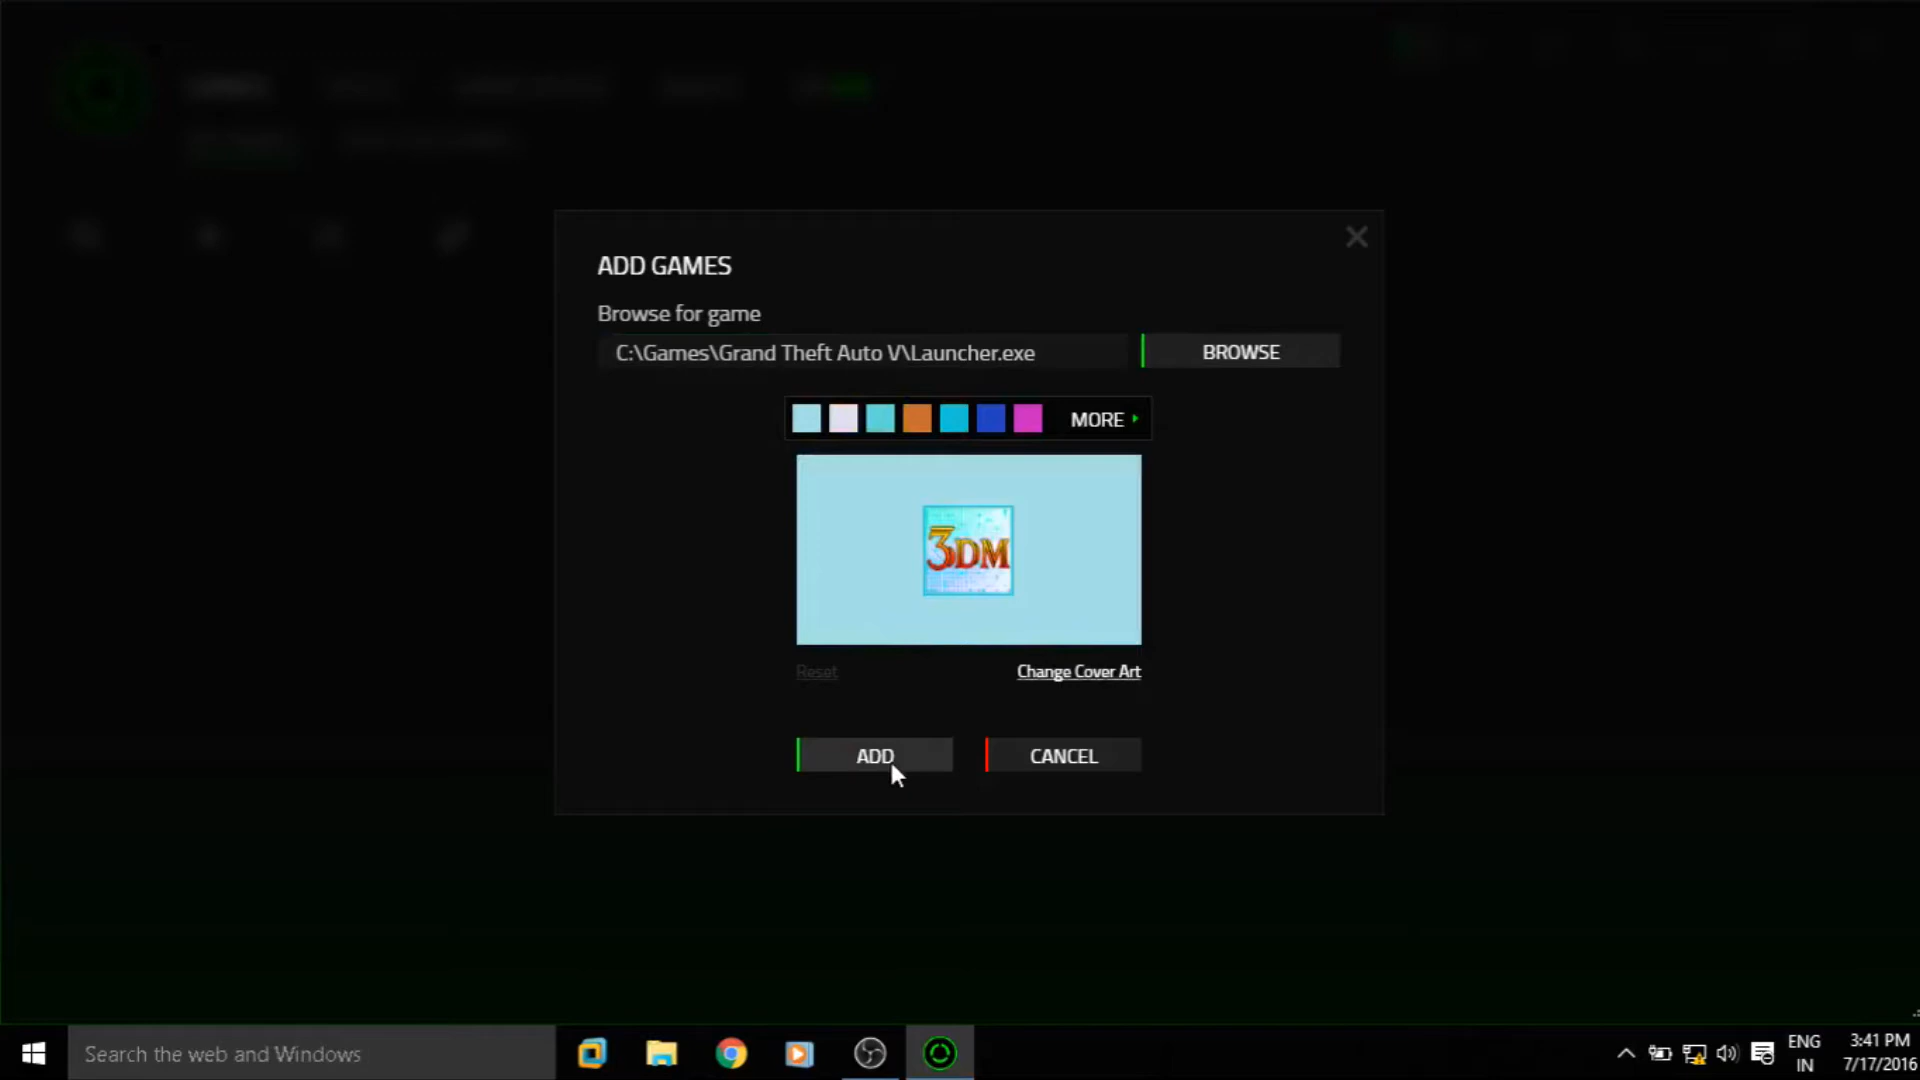 ADD GAMES
Browse for game
C:\Games\Grand Theft Auto V\Launcher.exe
BROWSE
MORE
3DM
Reset
Change Cover Art
ADD
CANCEL
Search the web and Windows
ENG
IN
3:41 PM
7/17/2016